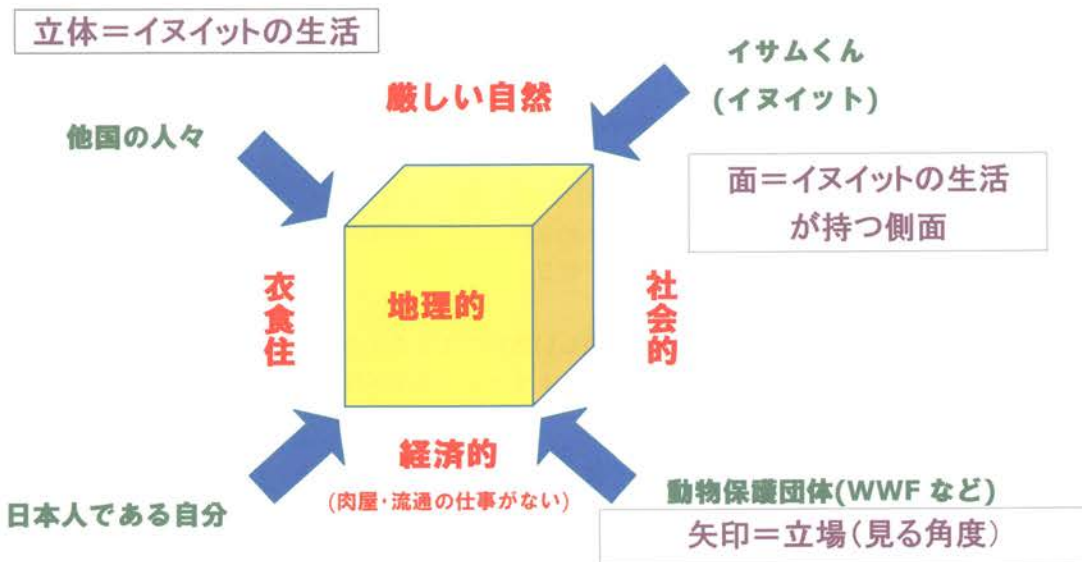 立体＝イヌイットの生活
イサムくん
(イヌイット)
厳しい自然
他国の人々
面＝イヌイットの生活
が持つ側面
衣食住
地理的
社会的
経済的
(肉屋・流通の仕事がない)
日本人である自分
動物保護団体(WWF など)
矢印＝立場(見る角度)